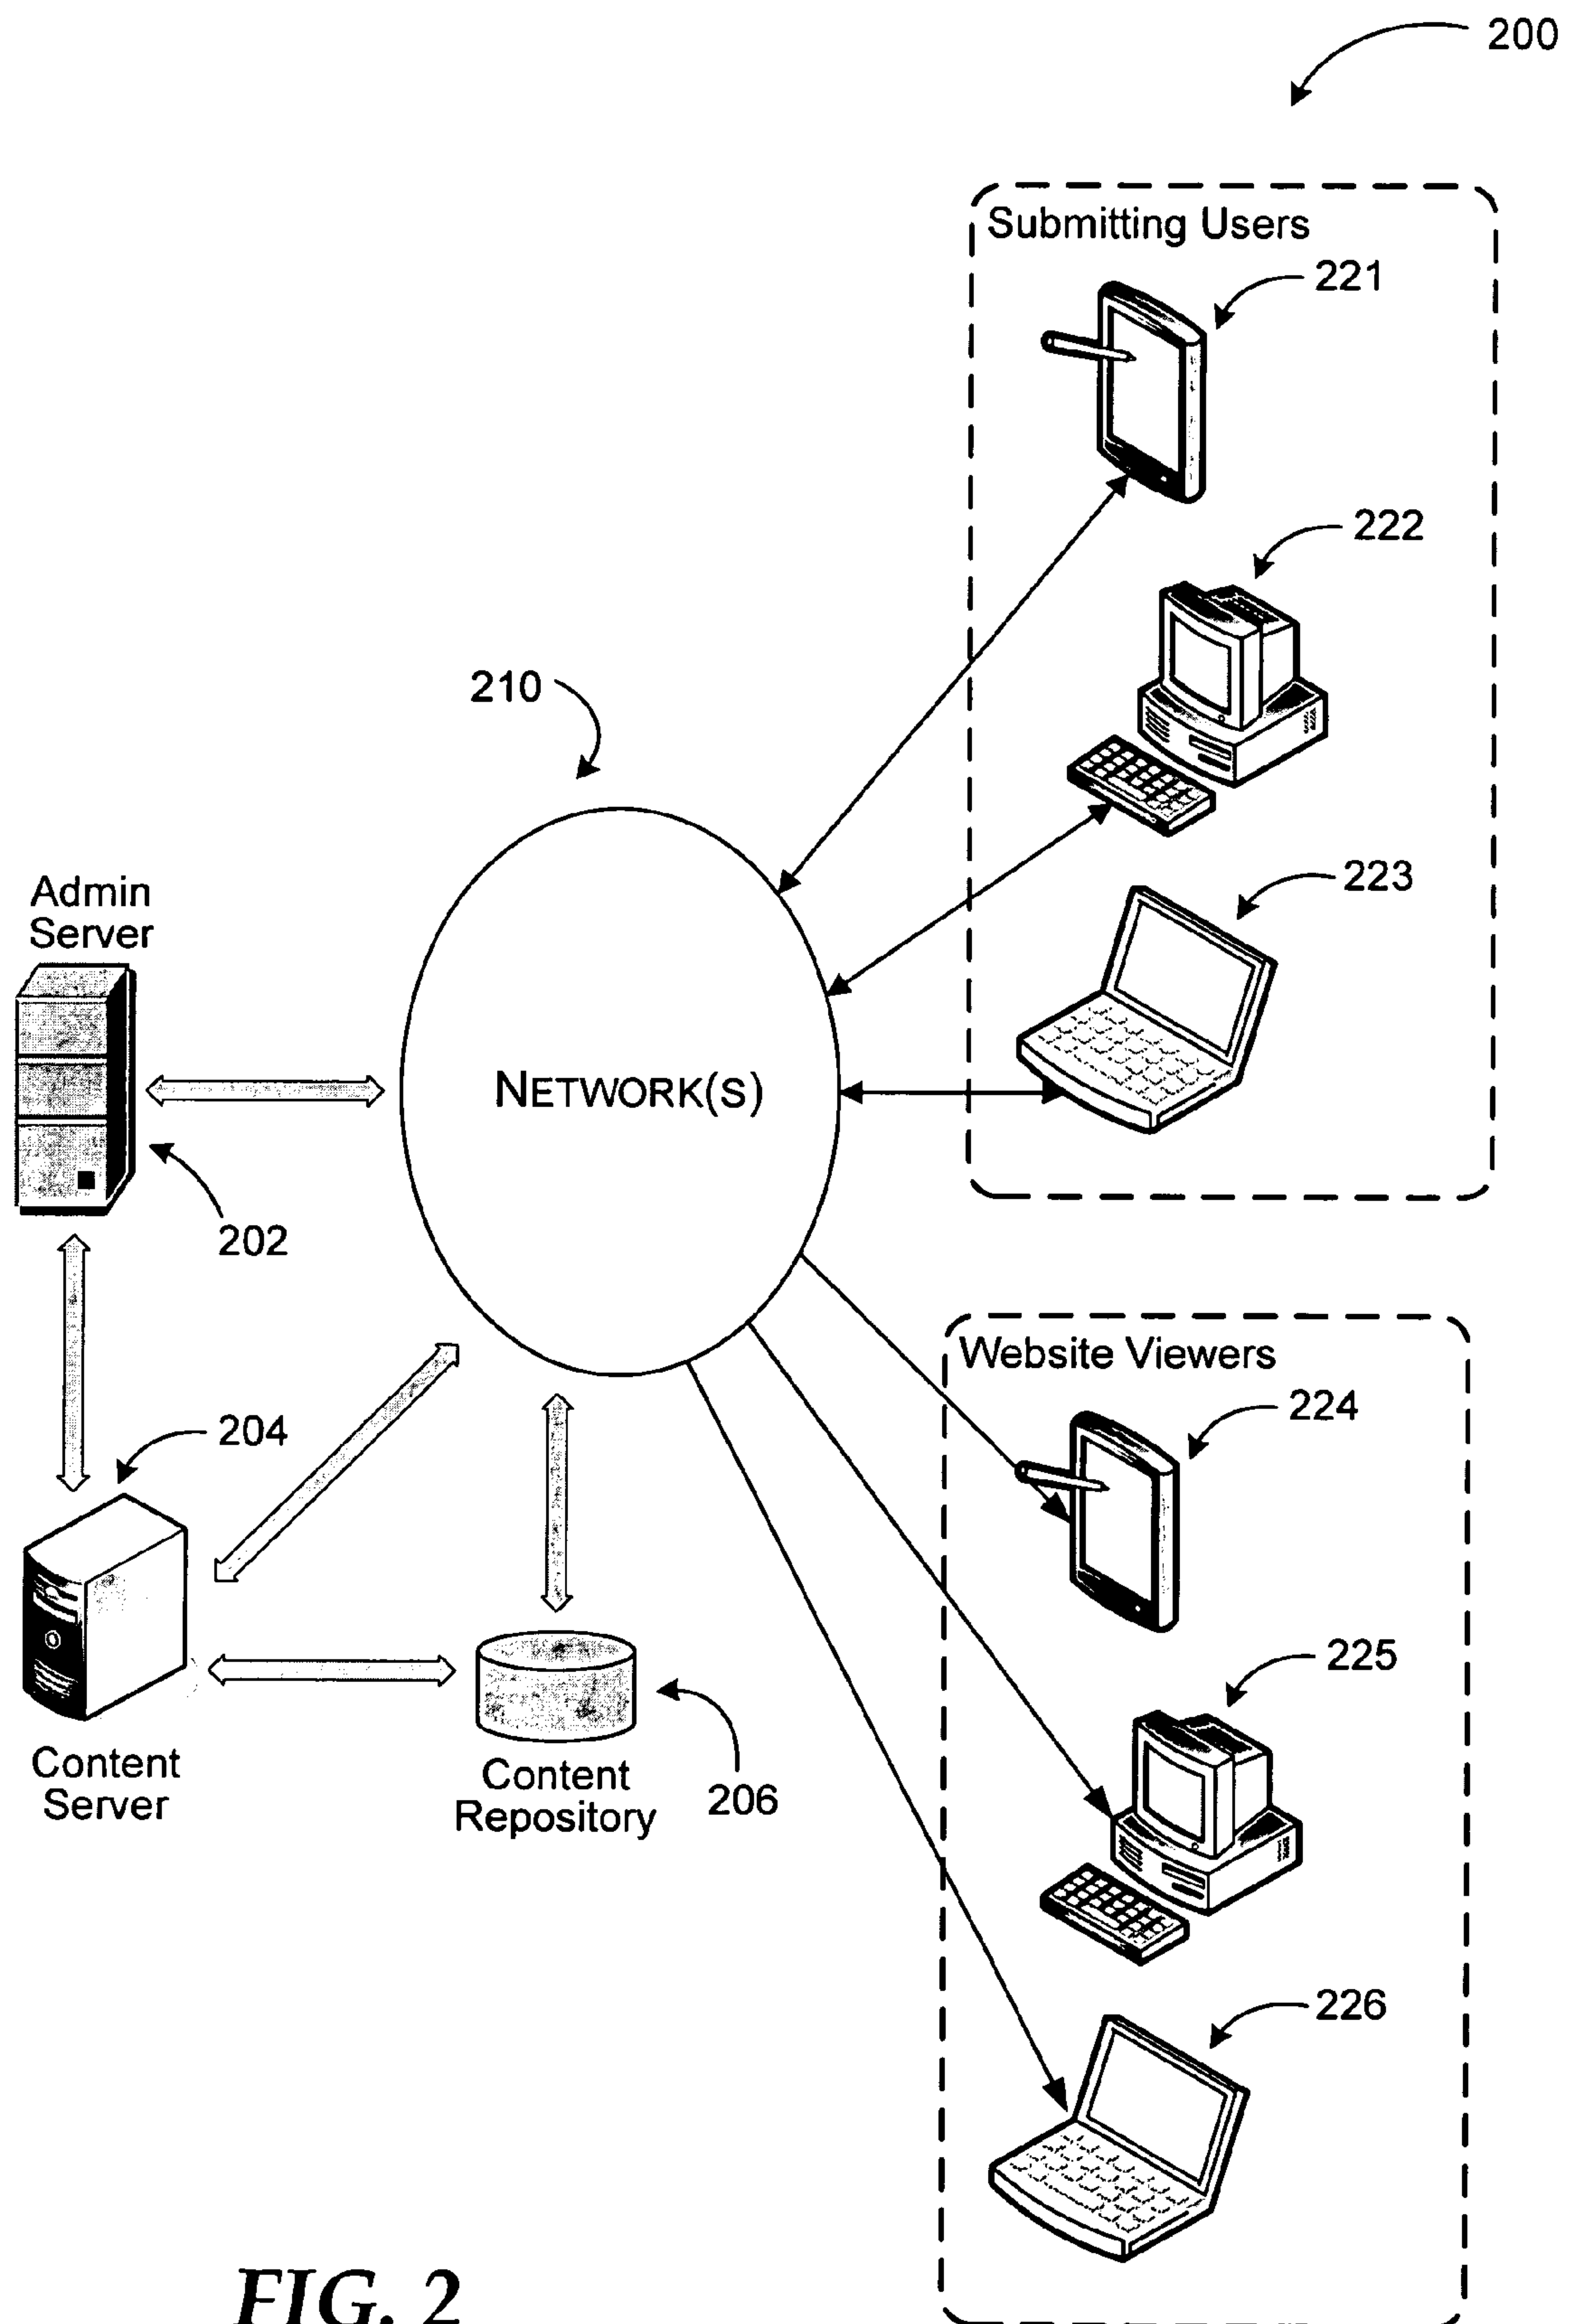 200
Submitting Users
221
222
210
223
Admin
Server
NETWORK(S)
202
Website Viewers
224
204
225
Content
Server
Content
Repository
206
226
FIG. 2